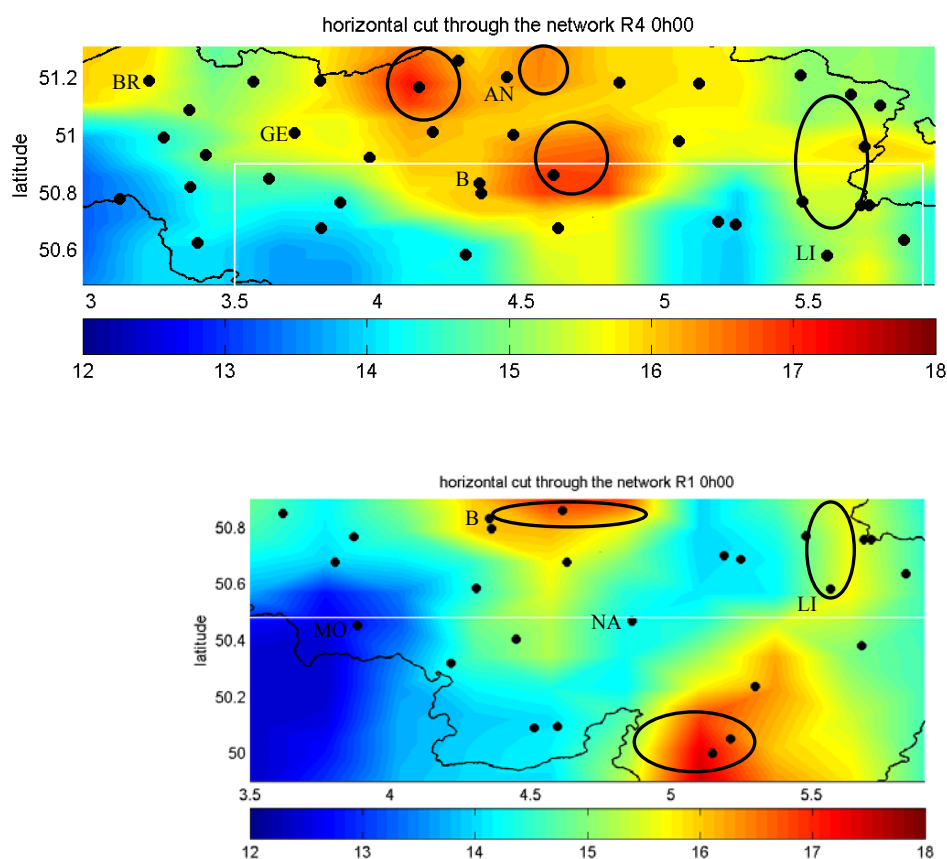 horizontal cut through the network R4 0h00
latitude
51.2
51
50.8
50.6
BR
AN
GE
B
LI
3 3.5 4 4.5 5 5.5
12 13 14 15 16 17 18
horizontal cut through the network R1 0h00
latitude
50.8
50.6
50.4
50.2
50
B
LI
NA
MO
3.5 4 4.5 5 5.5
12 13 14 15 16 17 18